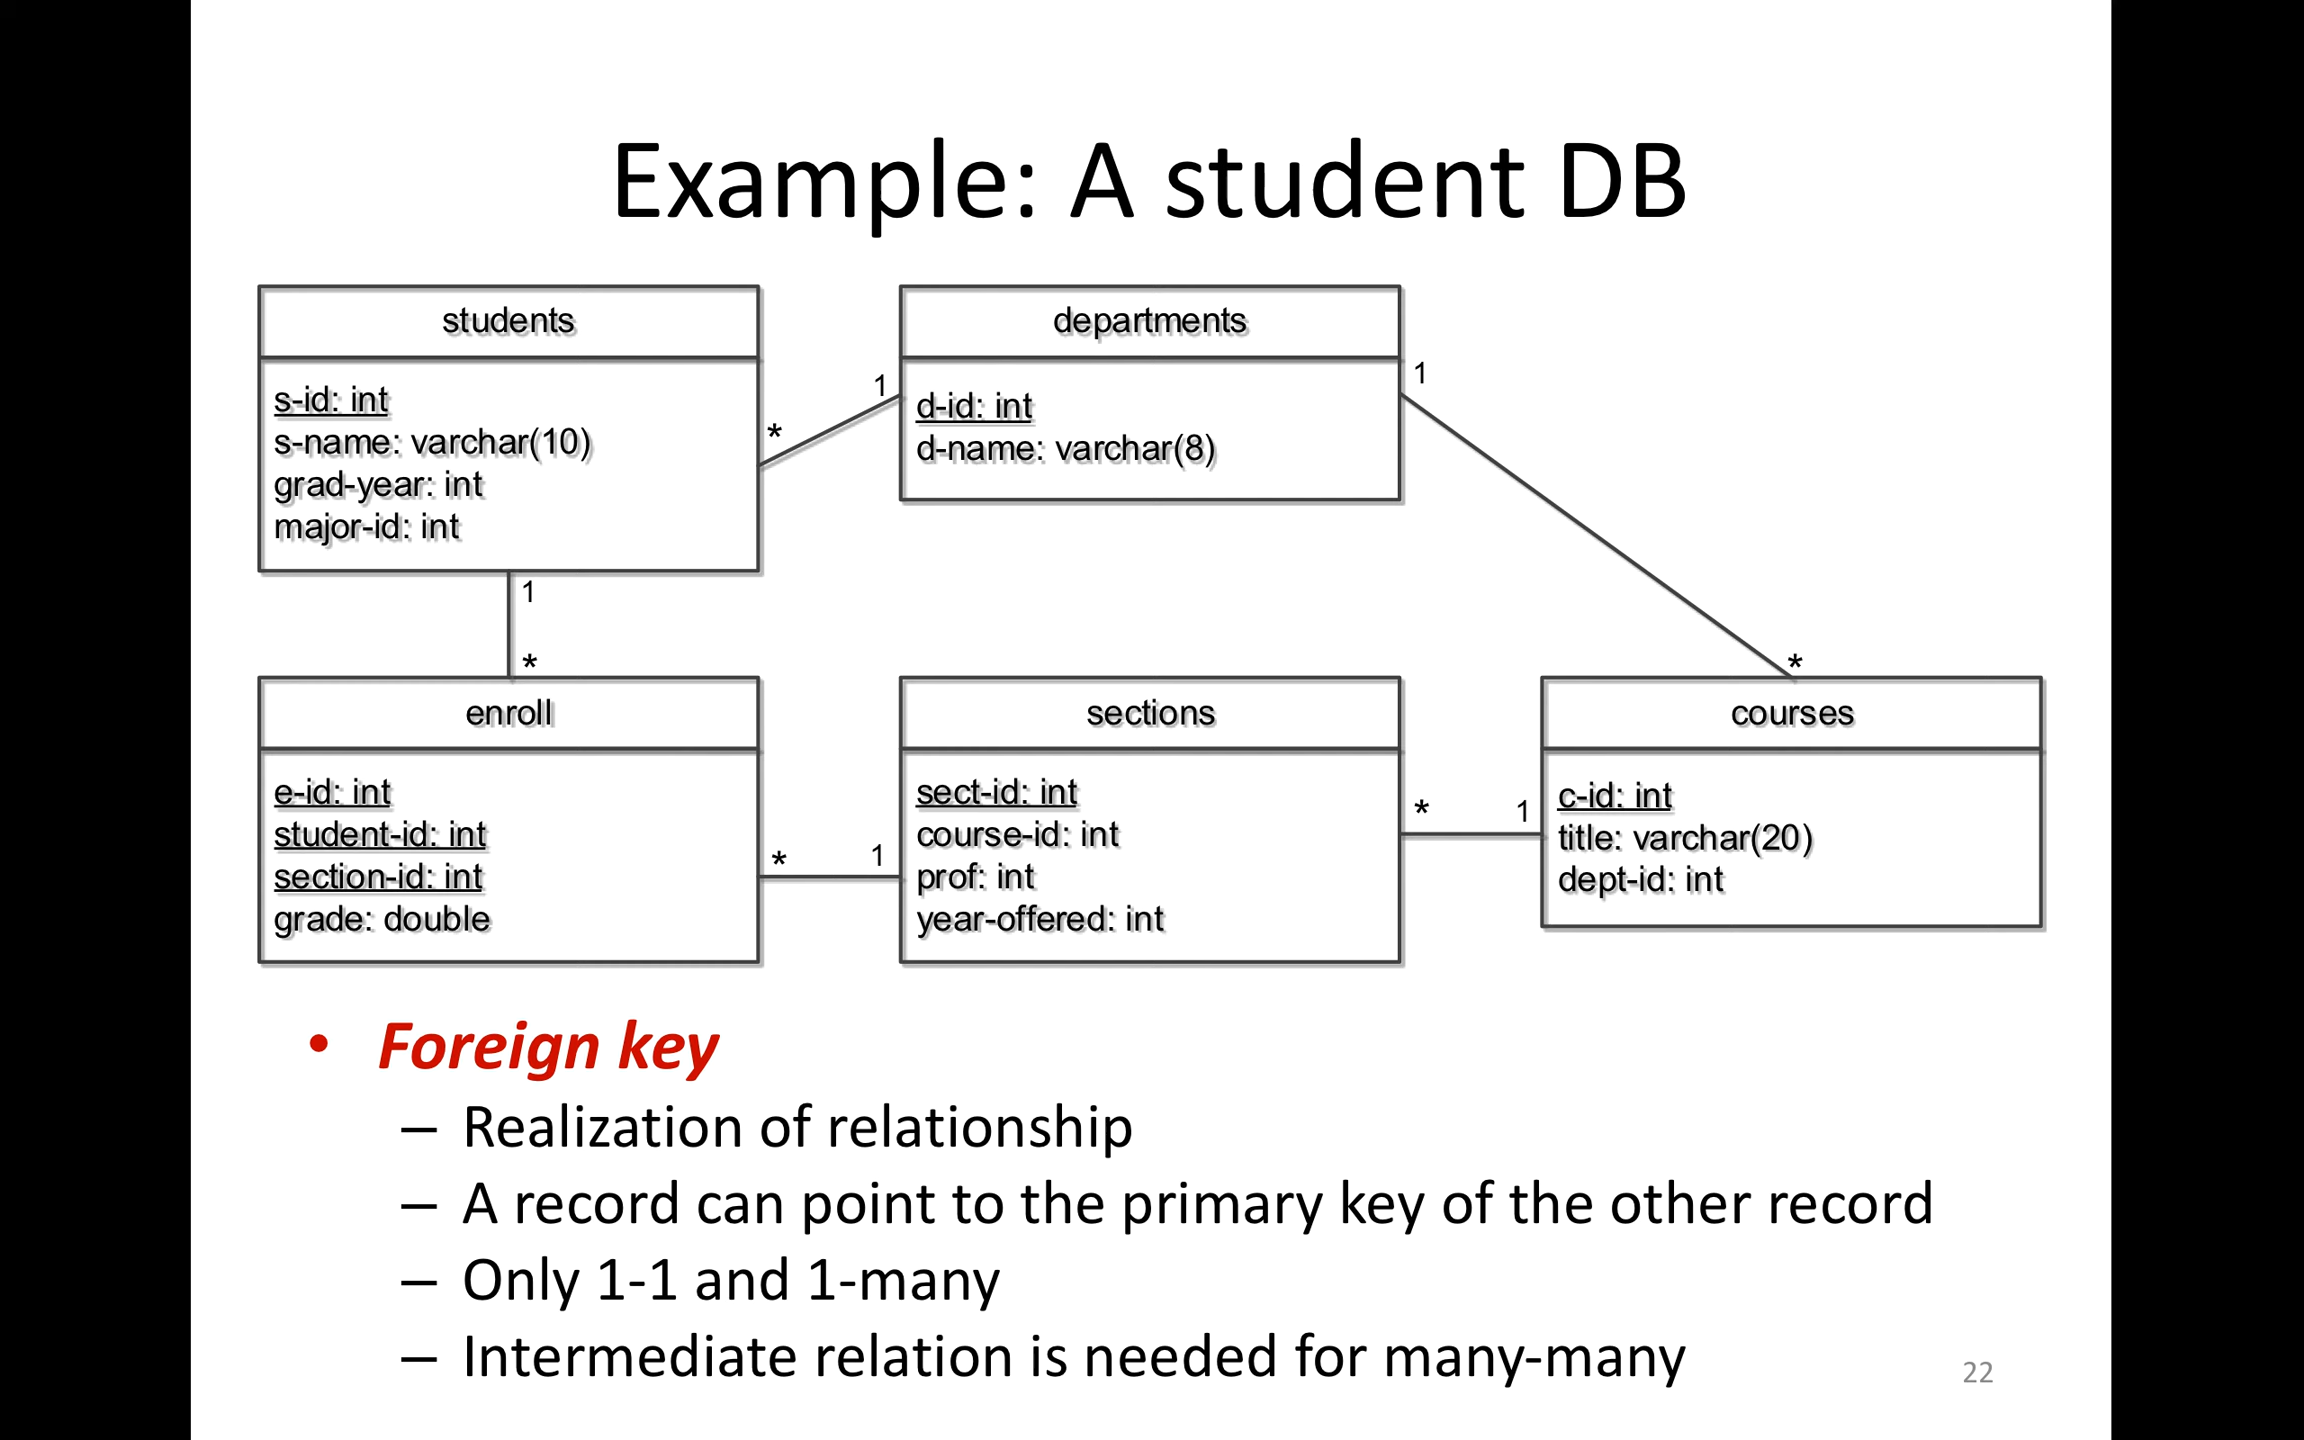 Example: A student DB
students
s-id: int
s-name: varchar(10)
grad-year: int
major-id: int
departments
d-id: int
d-name: varchar(8)
1
*
1
*
1
*
enroll
e-id: int
student-id: int
section-id: int
grade: double
*
1
sections
sect-id: int
course-id: int
prof: int
year-offered: int
*
1
courses
c-id: int
title: varchar(20)
dept-id: int
• Foreign key
– Realization of relationship
– A record can point to the primary key of the other record
– Only 1-1 and 1-many
– Intermediate relation is needed for many-many
22